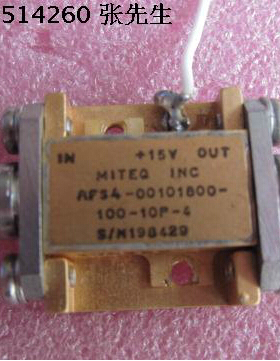 514260 张先生
IN +15V OUT
MITEQ INC
AFS4-00101800-
100-10P-4
S/N198429